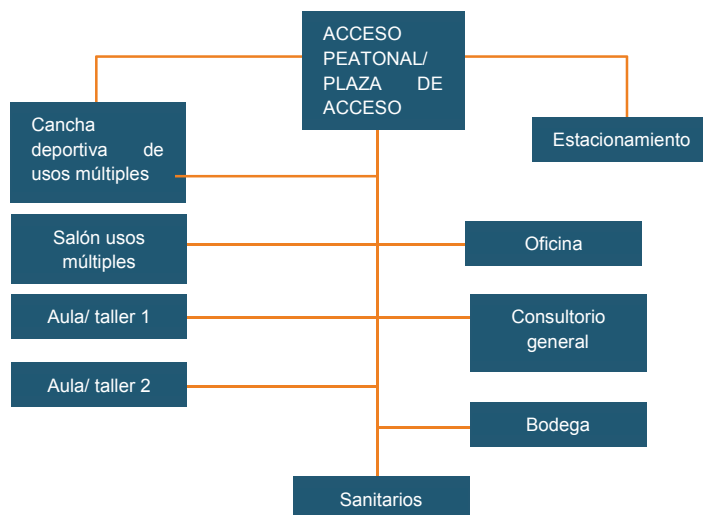 ACCESO
PEATONAL/
PLAZA DE
ACCESO
Cancha
deportiva de
usos múltiples
Estacionamiento
Salón usos
múltiples
Oficina
Aula/ taller 1
Consultorio
general
Aula/ taller 2
Bodega
Sanitarios